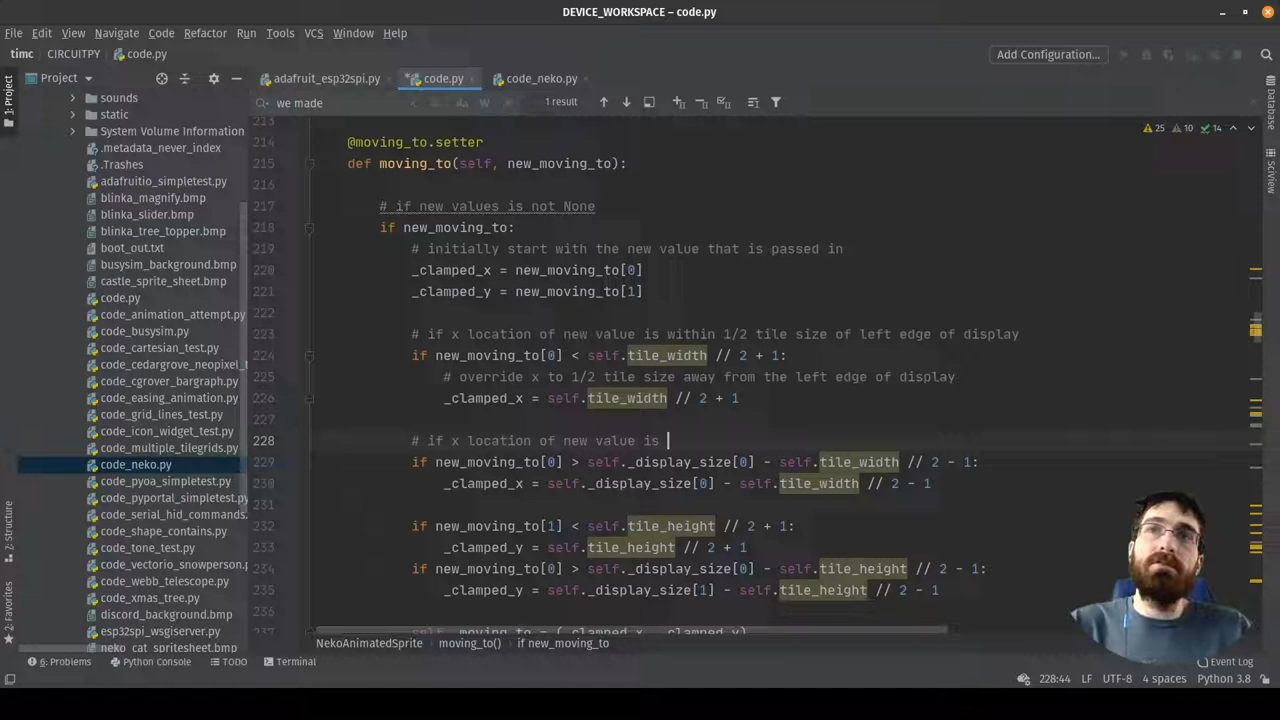 DEVICE_WORKSPACE – code.py
File Edit View Navigate Code Refactor Run Tools VCS Window Help
timc CIRCUITPY code.py Add Configuration...
Project adafruit_esp32spi.py code.py code_neko.py
we made 1 result
1: Project
Database
SciView
7: Structure
2: Favorites
sounds
static
System Volume Information
.metadata_never_index
.Trashes
adafruitio_simpletest.py
blinka_magnify.bmp
blinka_slider.bmp
blinka_tree_topper.bmp
boot_out.txt
busysim_background.bmp
castle_sprite_sheet.bmp
code.py
code_animation_attempt.py
code_busysim.py
code_cartesian_test.py
code_cedargrove_neopixel_t
code_cgrover_bargraph.py
code_easing_animation.py
code_grid_lines_test.py
code_icon_widget_test.py
code_multiple_tilegrids.py
code_neko.py
code_pyoa_simpletest.py
code_pyportal_simpletest.py
code_serial_hid_commands.
code_shape_contains.py
code_tone_test.py
code_vectorio_snowperson.p
code_webb_telescope.py
code_xmas_tree.py
discord_background.bmp
esp32spi_wsgiserver.py
neko_cat_spritesheet.bmp
25 10 14
213
214 @moving_to.setter
215 def moving_to(self, new_moving_to):
216
217 # if new values is not None
218 if new_moving_to:
219 # initially start with the new value that is passed in
220 _clamped_x = new_moving_to[0]
221 _clamped_y = new_moving_to[1]
222
223 # if x location of new value is within 1/2 tile size of left edge of display
224 if new_moving_to[0] < self.tile_width // 2 + 1:
225 # override x to 1/2 tile size away from the left edge of display
226 _clamped_x = self.tile_width // 2 + 1
227
228 # if x location of new value is
229 if new_moving_to[0] > self._display_size[0] - self.tile_width // 2 - 1:
230 _clamped_x = self._display_size[0] - self.tile_width // 2 - 1
231
232 if new_moving_to[1] < self.tile_height // 2 + 1:
233 _clamped_y = self.tile_height // 2 + 1
234 if new_moving_to[0] > self._display_size[0] - self.tile_height // 2 - 1:
235 _clamped_y = self._display_size[1] - self.tile_height // 2 - 1
236
237 self._moving_to = (_clamped_x, _clamped_y)
NekoAnimatedSprite moving_to() if new_moving_to
6: Problems Python Console TODO Terminal Event Log
228:44 LF UTF-8 4 spaces Python 3.8